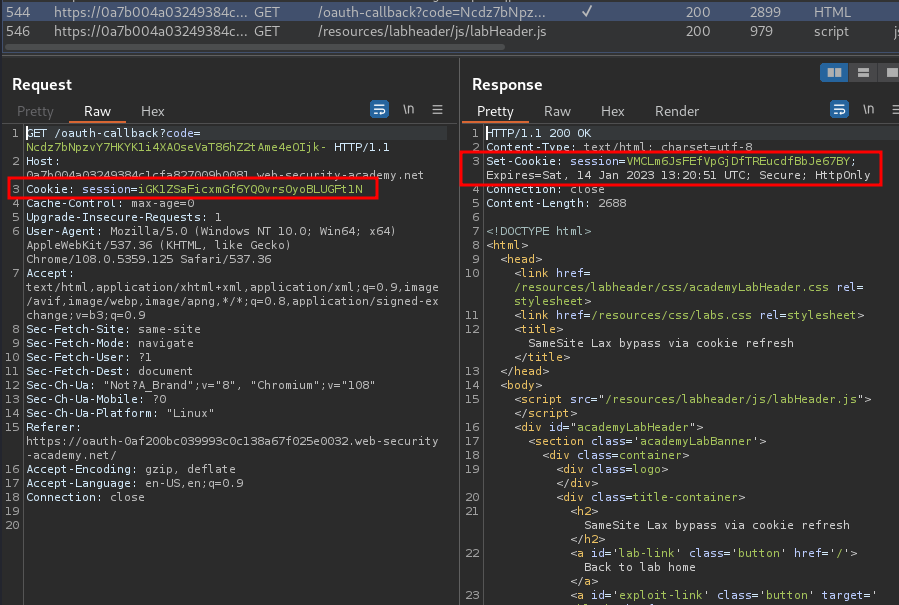 544 https://0a7b004a03249384c... GET /oauth-callback?code=Ncdz7bNpz... ✓ 200 2899 HTML
546 https://0a7b004a03249384c... GET /resources/labheader/js/labHeader.js 200 979 script
Request
Pretty Raw Hex \n
1 GET /oauth-callback?code=
Ncdz7bNpzvY7HKYK1i4XAOseVaT86hZ2tAme4eOIjk- HTTP/1.1
2 Host:
0a7b004a03249384c1cfa827009b0081.web-security-academy.net
3 Cookie: session=iGK1ZSaFicxmGf6YQOvrsOyoBLUGFt1N
4 Cache-Control: max-age=0
5 Upgrade-Insecure-Requests: 1
6 User-Agent: Mozilla/5.0 (Windows NT 10.0; Win64; x64)
AppleWebKit/537.36 (KHTML, like Gecko)
Chrome/108.0.5359.125 Safari/537.36
7 Accept:
text/html,application/xhtml+xml,application/xml;q=0.9,image
/avif,image/webp,image/apng,*/*;q=0.8,application/signed-ex
change;v=b3;q=0.9
8 Sec-Fetch-Site: same-site
9 Sec-Fetch-Mode: navigate
10 Sec-Fetch-User: ?1
11 Sec-Fetch-Dest: document
12 Sec-Ch-Ua: "Not?A_Brand";v="8", "Chromium";v="108"
13 Sec-Ch-Ua-Mobile: ?0
14 Sec-Ch-Ua-Platform: "Linux"
15 Referer:
https://oauth-0af200bc039993c0c138a67f025e0032.web-security
-academy.net/
16 Accept-Encoding: gzip, deflate
17 Accept-Language: en-US,en;q=0.9
18 Connection: close
19
20
Response
Pretty Raw Hex Render \n
1 HTTP/1.1 200 OK
2 Content-Type: text/html; charset=utf-8
3 Set-Cookie: session=VMCLm6JsFEfVpGjDfTREucdfBbJe67BY;
Expires=Sat, 14 Jan 2023 13:20:51 UTC; Secure; HttpOnly
4 Connection: close
5 Content-Length: 2688
6
7 <!DOCTYPE html>
8 <html>
9 <head>
10 <link href=
/resources/labheader/css/academyLabHeader.css rel=
stylesheet>
11 <link href=/resources/css/labs.css rel=stylesheet>
12 <title>
SameSite Lax bypass via cookie refresh
</title>
13 </head>
14 <body>
15 <script src="/resources/labheader/js/labHeader.js">
</script>
16 <div id="academyLabHeader">
17 <section class='academyLabBanner'>
18 <div class=container>
19 <div class=logo>
</div>
20 <div class=title-container>
21 <h2>
SameSite Lax bypass via cookie refresh
</h2>
22 <a id='lab-link' class='button' href='/'>
Back to lab home
</a>
23 <a id='exploit-link' class='button' target='